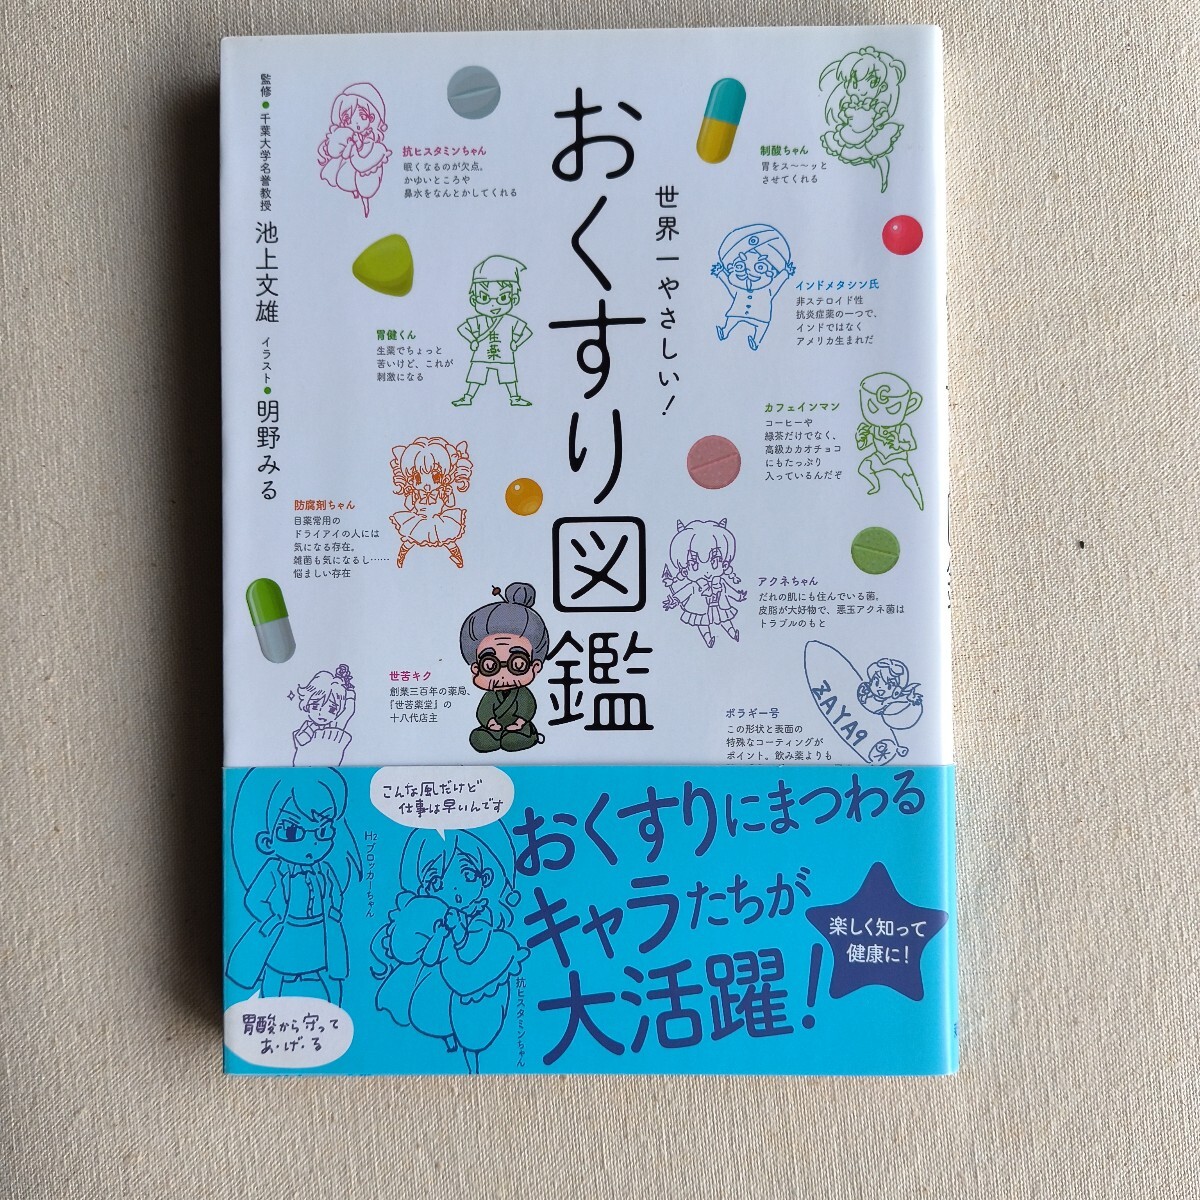 世界一やさしい!
おくすり図鑑
監修●千葉大学名誉教授 池上文雄 イラスト●明野みる
抗ヒスタミンちゃん
眠くなるのが欠点。
かゆいところや
鼻水をなんとかしてくれる
制酸ちゃん
胃をス〜〜ッと
させてくれる
胃健くん
生薬でちょっと
苦いけど、これが
刺激になる
生薬
インドメタシン氏
非ステロイド性
抗炎症薬の一つで、
インドではなく
アメリカ生まれだ
カフェインマン
コーヒーや
緑茶だけでなく、
高級カカオチョコ
にもたっぷり
入っているんだぞ
C
防腐剤ちゃん
目薬常用の
ドライアイの人には
気になる存在。
雑菌も気になるし……
悩ましい存在
アクネちゃん
だれの肌にも住んでいる菌。
皮脂が大好物で、悪玉アクネ菌は
トラブルのもと
世苦キク
創業三百年の薬局、
『世苦薬堂』の
十八代店主
ボラギー号
この形状と表面の
特殊なコーティングが
ポイント。飲み薬よりも
ZAYA9
こんな風だけど
仕事は早いんです
H2ブロッカーちゃん
抗ヒスタミンちゃん
胃酸から守って
あ・げ・る
おくすりにまつわる
キャラたちが
大活躍!
楽しく知って
健康に!